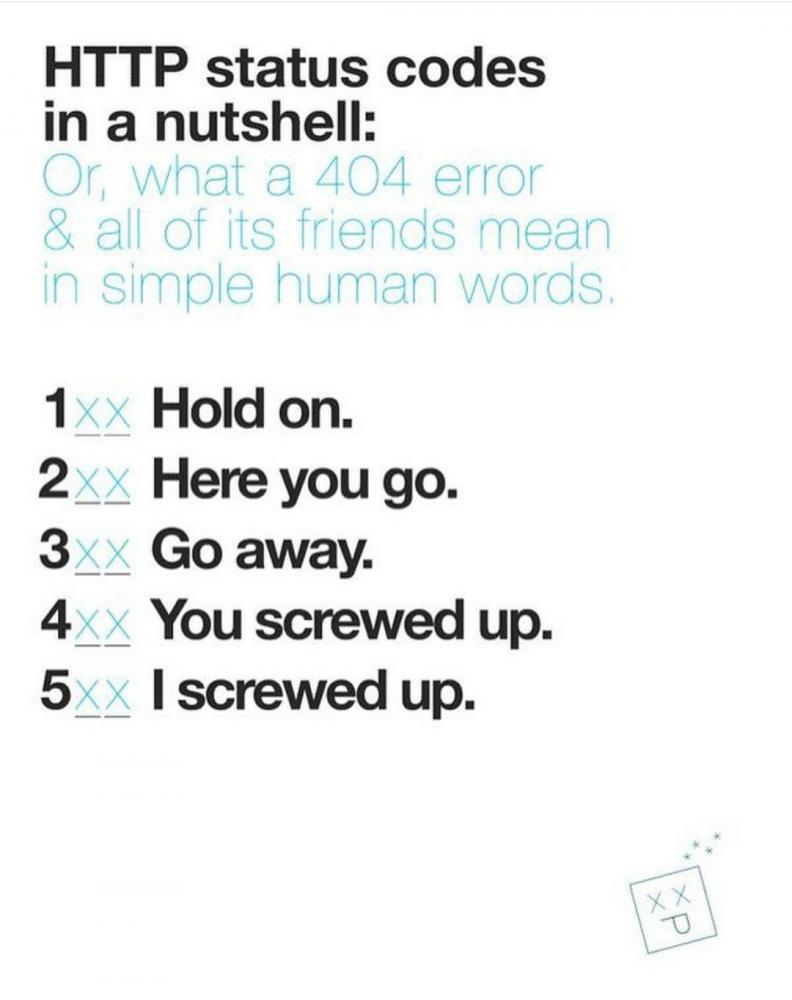 HTTP status codes
in a nutshell:
Or, what a 404 error
& all of its friends mean
in simple human words.
1xx Hold on.
2xx Here you go.
3xx Go away.
4xx You screwed up.
5xx I screwed up.